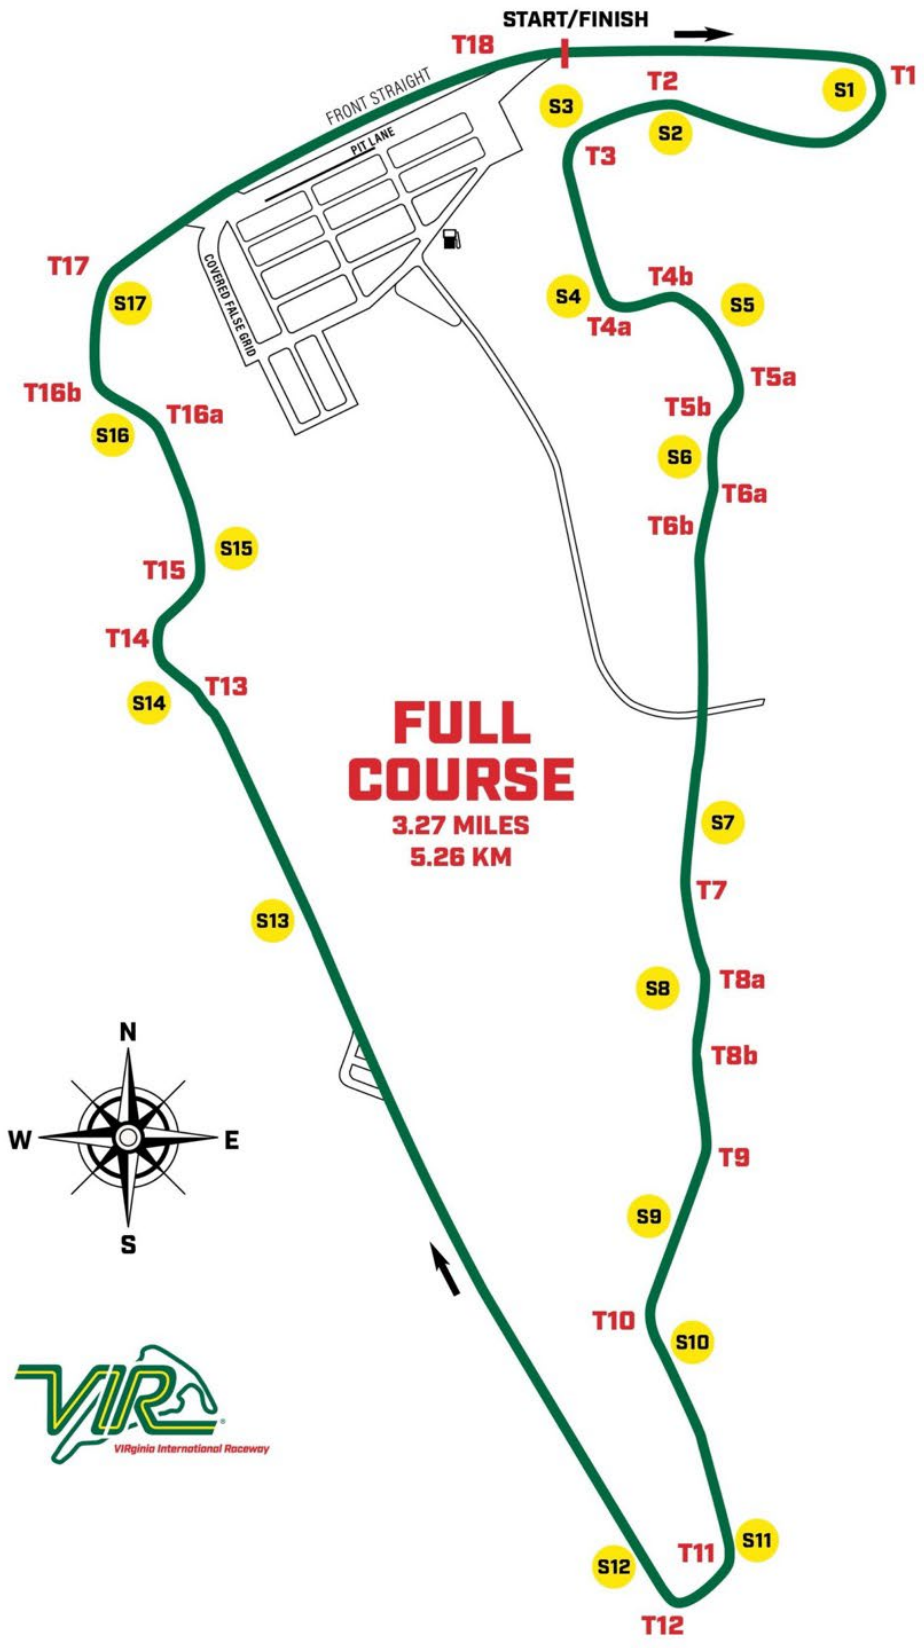 START/FINISH
T18
T1
S1
T2
S3
S2
FRONT STRAIGHT
PIT LANE
T3
T17
S17
COVERED FALSE GRID
S4
T4b
S5
T4a
T5a
T16b
T16a
T5b
S16
S6
T6a
T6b
S15
T15
T14
T13
S14
FULL
COURSE
3.27 MILES
5.26 KM
S7
T7
S13
S8
T8a
N
T8b
W
E
T9
S9
S
T10
S10
VIR
®
VIRginia International Raceway
S11
T11
S12
T12